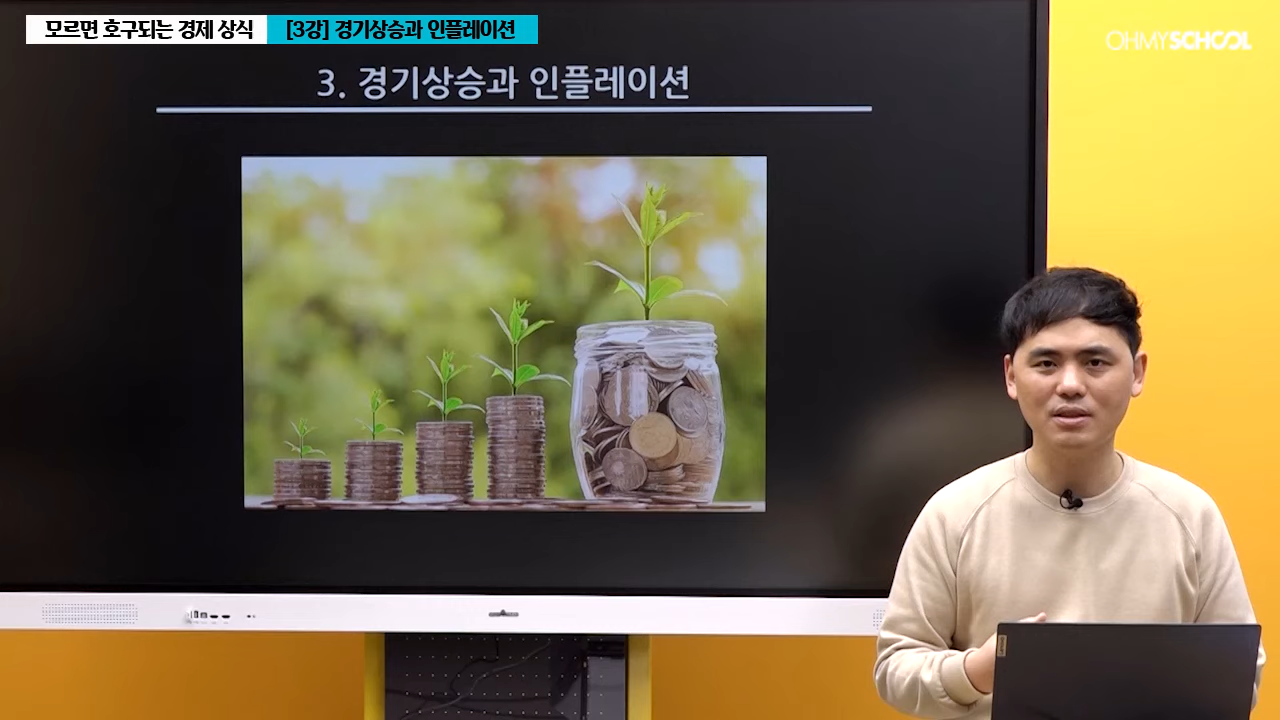 모르면 호구되는 경제 상식
[3강] 경기상승과 인플레이션
OHMYSCHOOL
3. 경기상승과 인플레이션
Lenovo